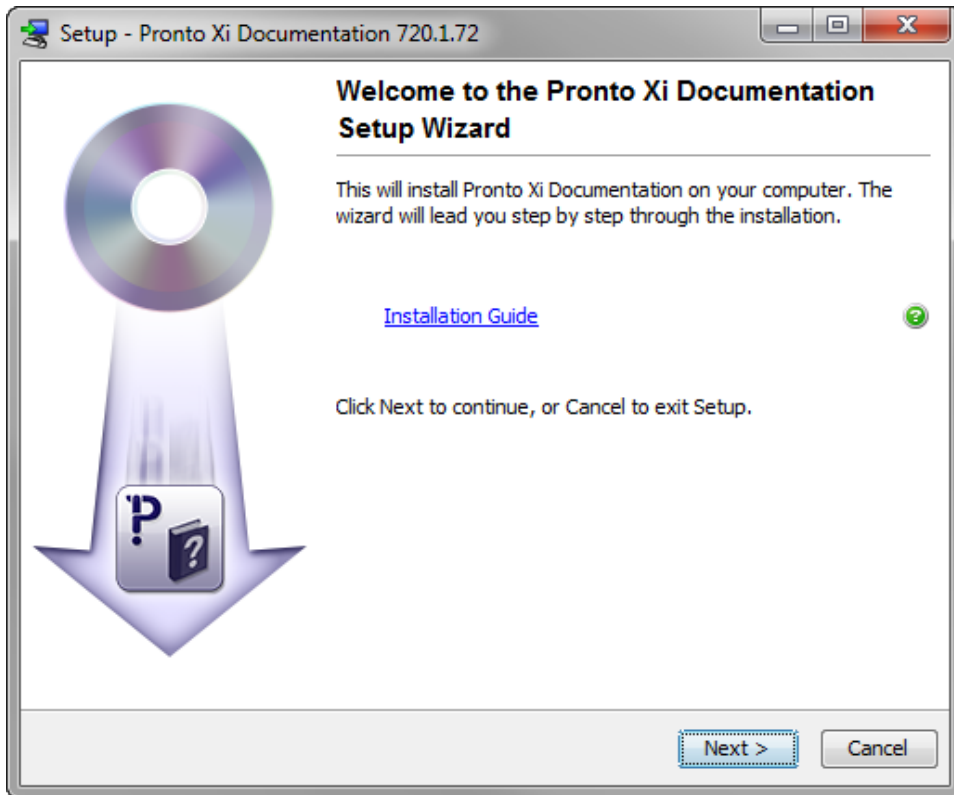 Setup - Pronto Xi Documentation 720.1.72
Welcome to the Pronto Xi Documentation
Setup Wizard
This will install Pronto Xi Documentation on your computer. The
wizard will lead you step by step through the installation.
Installation Guide
?
Click Next to continue, or Cancel to exit Setup.
P
?
Next >
Cancel